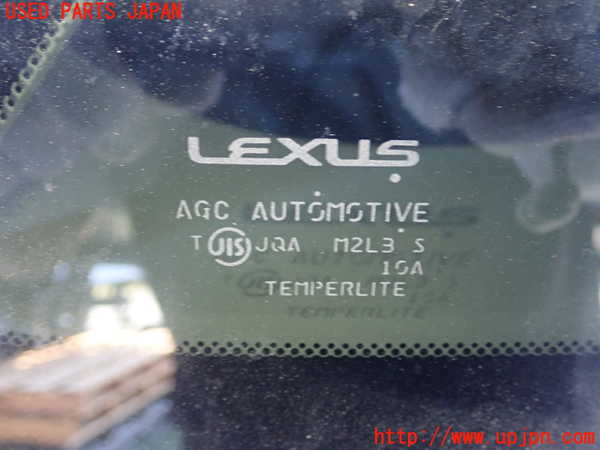 USED PARTS JAPAN
LEXUS
AGC AUTOMOTIVE
T JIS JQA M2L3 S
10A
TEMPERLITE
http://www.upjpn.com/